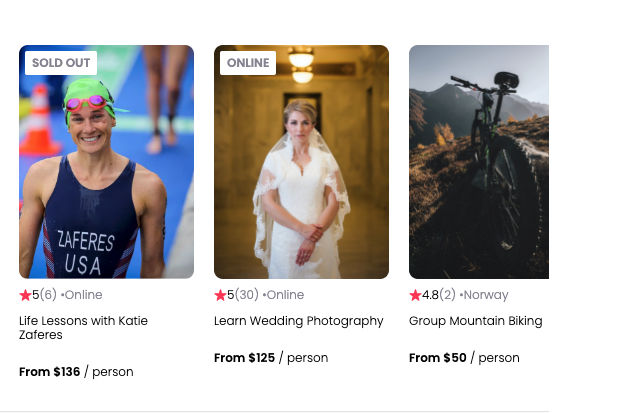 SOLD OUT
ONLINE
ZAFERES
USA
5(6) •Online
5(30) •Online
4.8(2) •Norway
Life Lessons with Katie
Zaferes
Learn Wedding Photography
Group Mountain Biking
From $136 / person
From $125 / person
From $50 / person